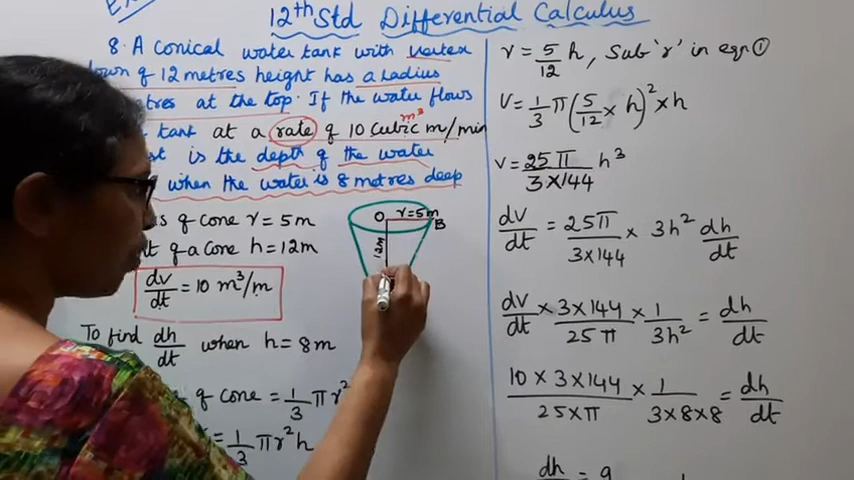 12th Std Differential Calculus
8. A conical water tank with vertex
down of 12 metres height has a radius
metres at the top. If the water flows
tank at a rate of 10 cubic m/min
m³
is the depth of the water
when the water is 8 metres deep
of cone r = 5m
of a cone h = 12m
dv/dt = 10 m³/m
To find dh/dt when h = 8m
of cone = 1/3 πr²
= 1/3 πr²h
O r=5m
B
12m
r = 5/12 h, Sub 'r' in eqn ①
V = 1/3 π (5/12 × h)² × h
V = 25π/3×144 h³
dv/dt = 25π/3×144 × 3h² dh/dt
dv/dt × 3×144/25π × 1/3h² = dh/dt
10×3×144/25×π × 1/3×8×8 = dh/dt
dh = 9